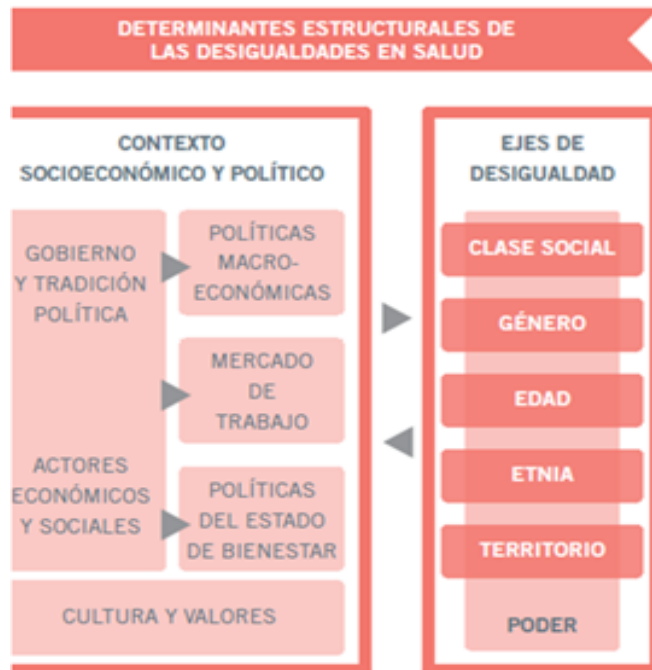 DETERMINANTES ESTRUCTURALES DE
LAS DESIGUALDADES EN SALUD
CONTEXTO
SOCIOECONÓMICO Y POLÍTICO
GOBIERNO
Y TRADICIÓN
POLÍTICA
ACTORES
ECONÓMICOS
Y SOCIALES
POLÍTICAS
MACRO-
ECONÓMICAS
MERCADO
DE
TRABAJO
POLÍTICAS
DEL ESTADO
DE BIENESTAR
CULTURA Y VALORES
EJES DE
DESIGUALDAD
CLASE SOCIAL
GÉNERO
EDAD
ETNIA
TERRITORIO
PODER